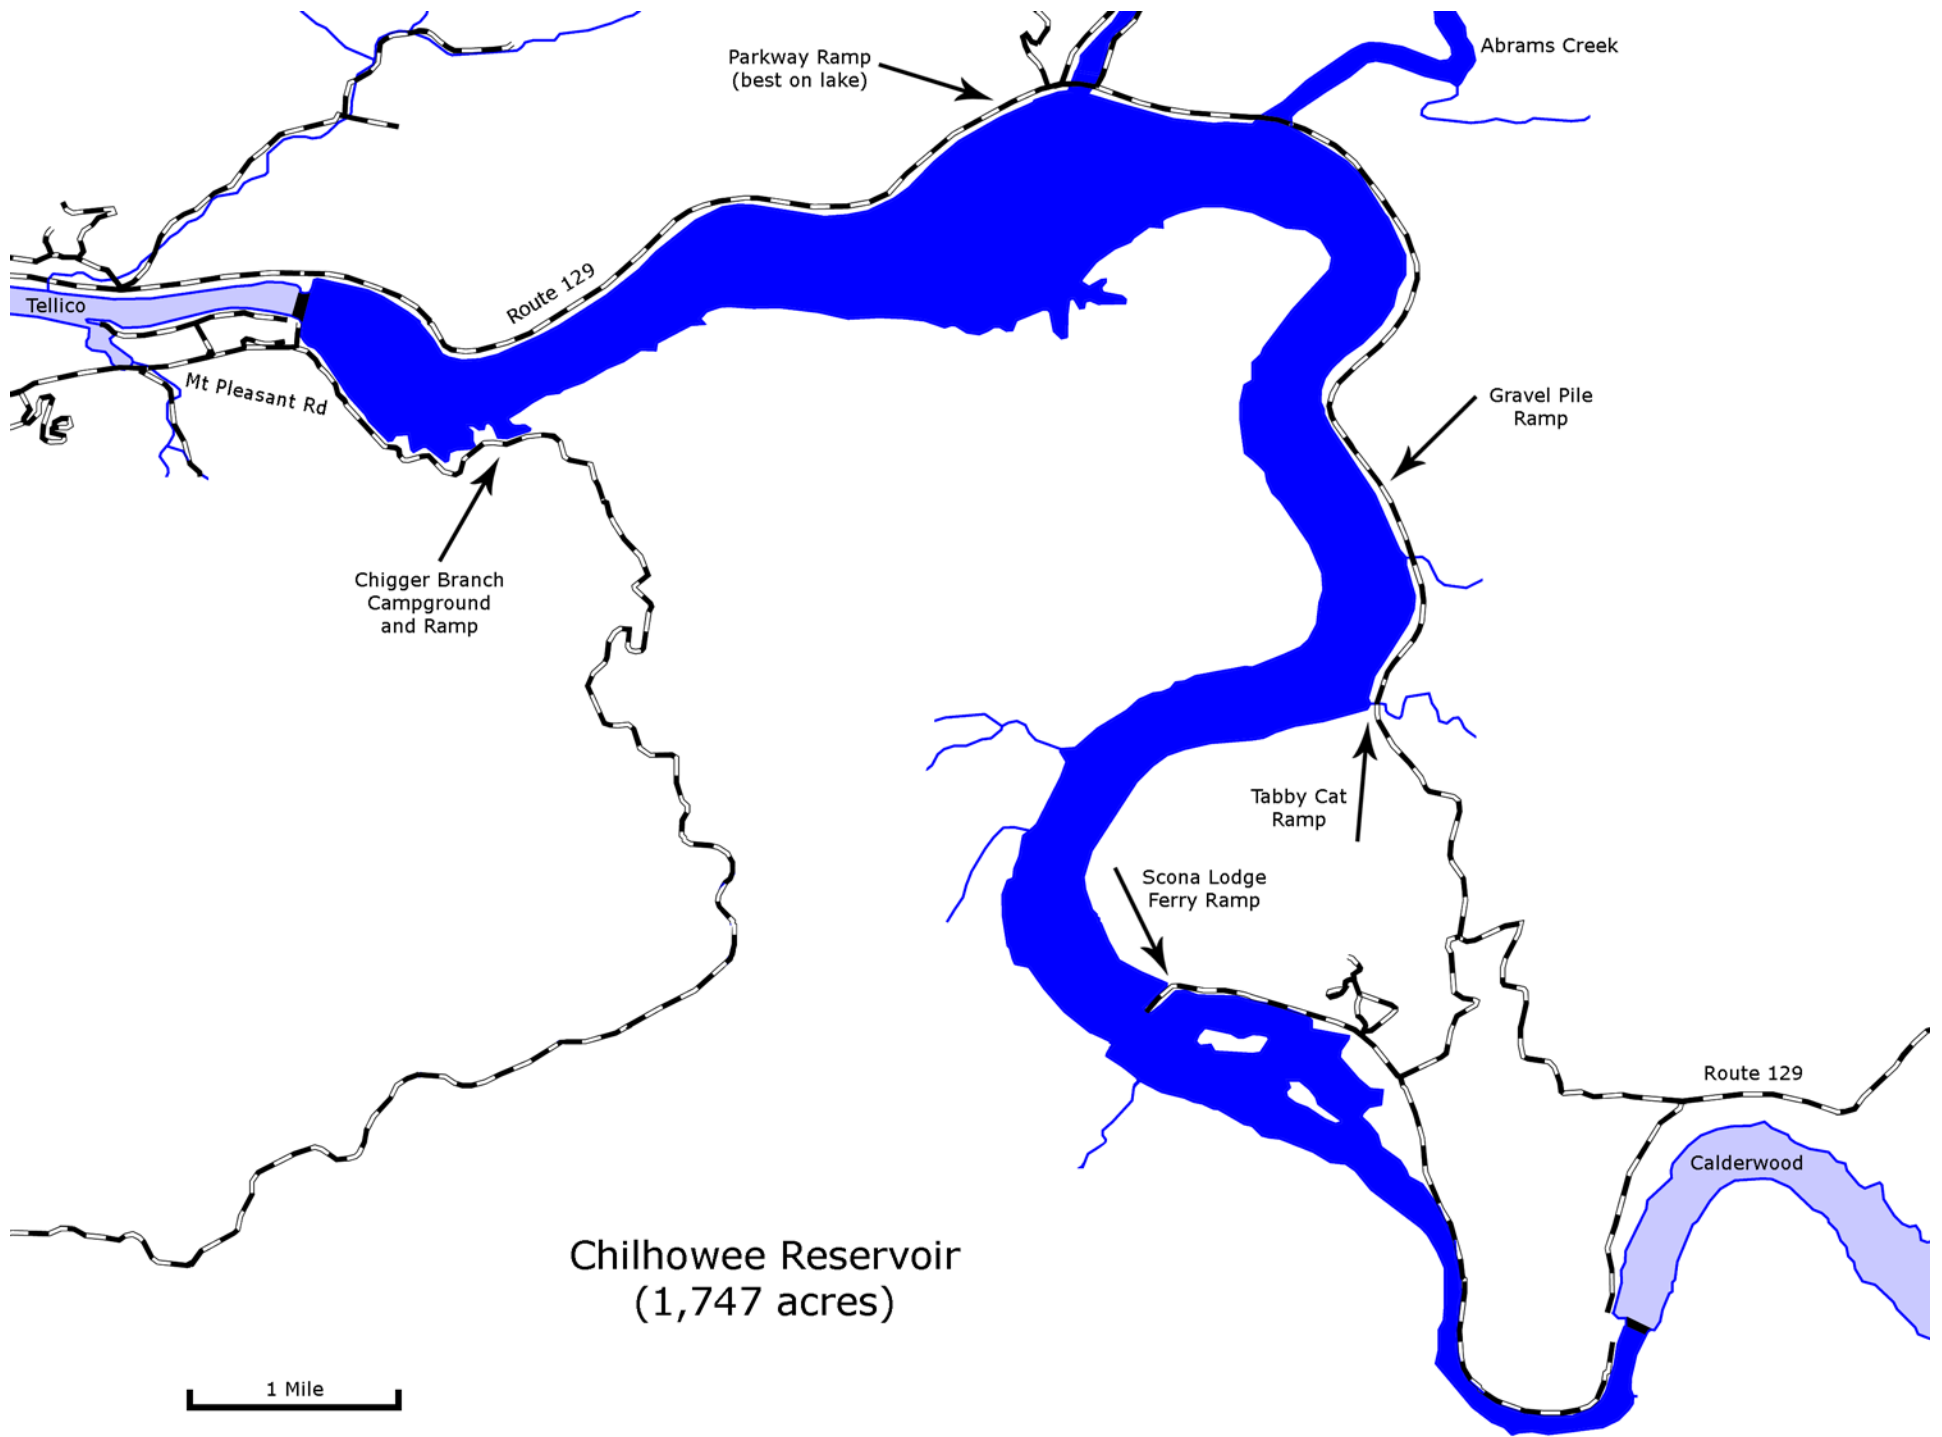 Parkway Ramp
(best on lake)
Abrams Creek
Route 129
Tellico
Mt Pleasant Rd
Gravel Pile
Ramp
Chigger Branch
Campground
and Ramp
Tabby Cat
Ramp
Scona Lodge
Ferry Ramp
Route 129
Calderwood
Chilhowee Reservoir
(1,747 acres)
1 Mile